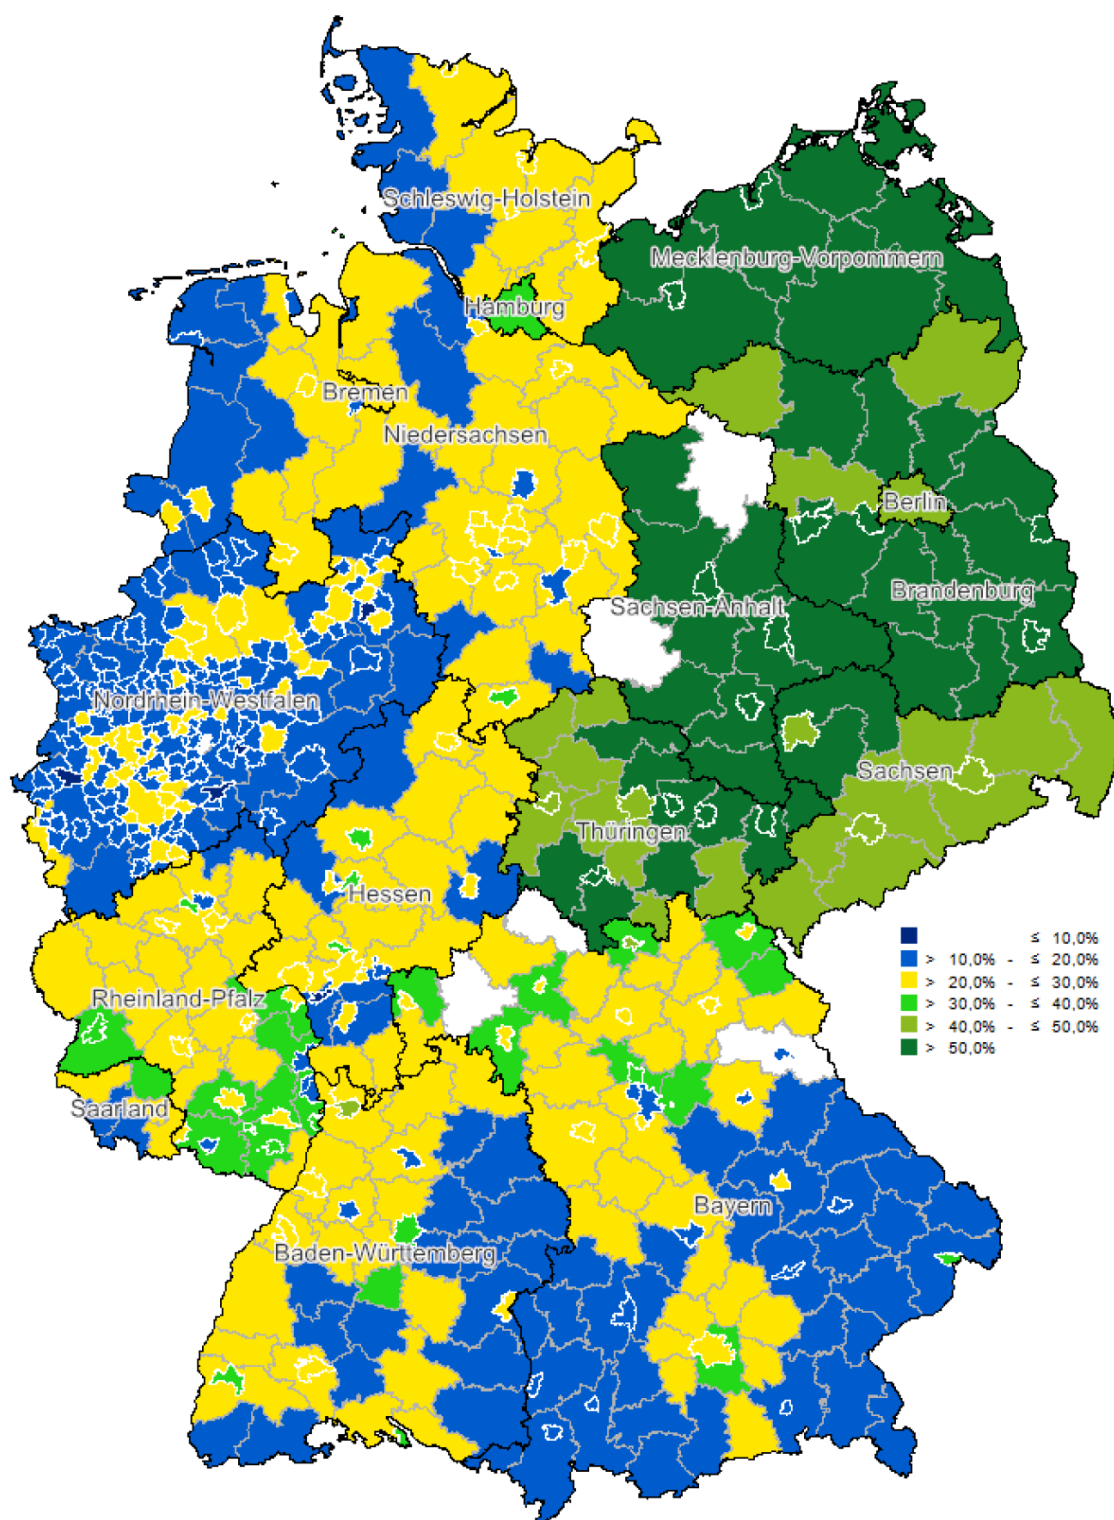 Schleswig-Holstein
Mecklenburg-Vorpommern
Hamburg
Bremen
Niedersachsen
Berlin
Brandenburg
Sachsen-Anhalt
Nordrhein-Westfalen
Sachsen
Thüringen
Hessen
Rheinland-Pfalz
Saarland
Bayern
Baden-Württemberg
≤ 10,0%
> 10,0% - ≤ 20,0%
> 20,0% - ≤ 30,0%
> 30,0% - ≤ 40,0%
> 40,0% - ≤ 50,0%
> 50,0%